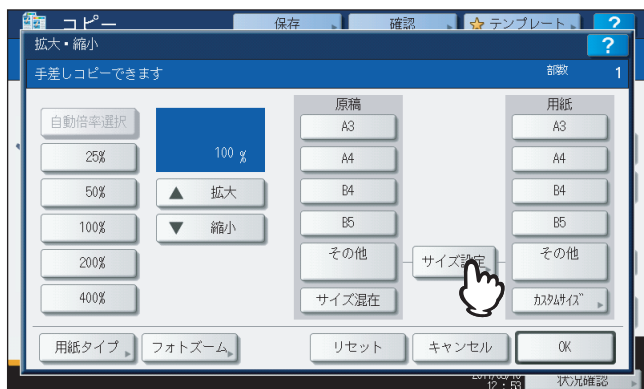 コピー 保存 確認 テンプレート ?
拡大・縮小 ?
手差しコピーできます 部数 1
原稿 用紙
自動倍率選択 A3 A3
25% 100 % A4 A4
50% ▲ 拡大 B4 B4
100% ▼ 縮小 B5 B5
200% その他 サイズ設定 その他
400% サイズ混在 カスタムサイズ
用紙タイプ フォトズーム リセット キャンセル OK
12:53 状況確認